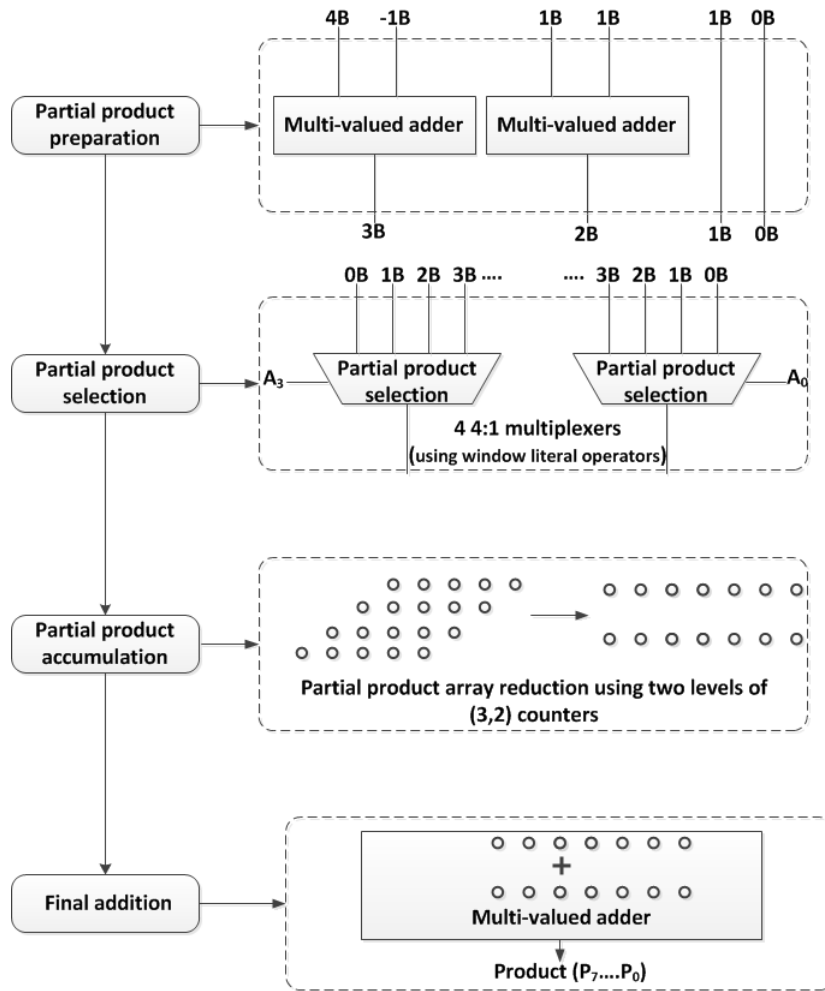 4B -1B 1B 1B 1B 0B
Partial product
preparation
Multi-valued adder
Multi-valued adder
3B 2B 1B 0B
0B 1B 2B 3B .... .... 3B 2B 1B 0B
Partial product
selection
A₃
Partial product
selection
Partial product
selection
A₀
4 4:1 multiplexers
(using window literal operators)
Partial product
accumulation
Partial product array reduction using two levels of
(3,2) counters
Final addition
+
Multi-valued adder
Product (P₇....P₀)